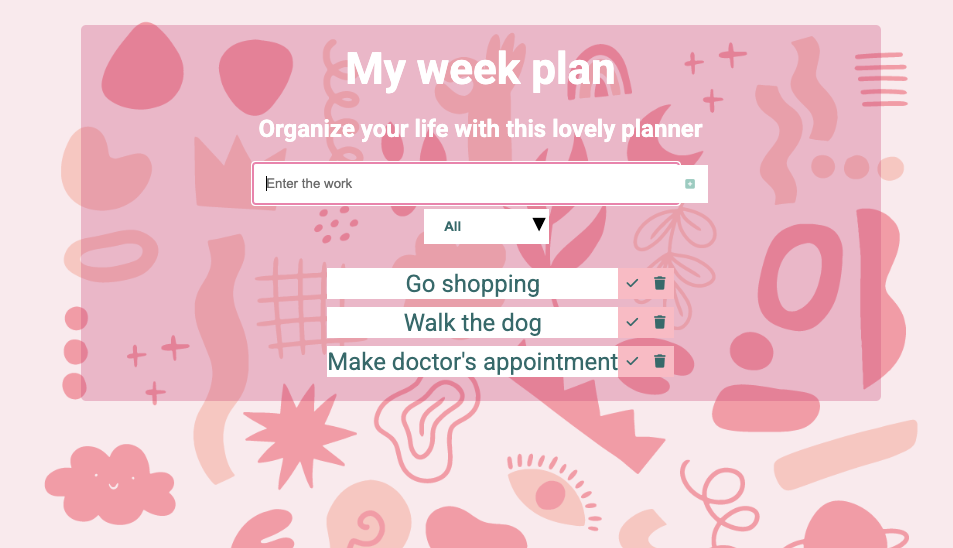 My week plan
Organize your life with this lovely planner
Enter the work
All
Go shopping
Walk the dog
Make doctor's appointment